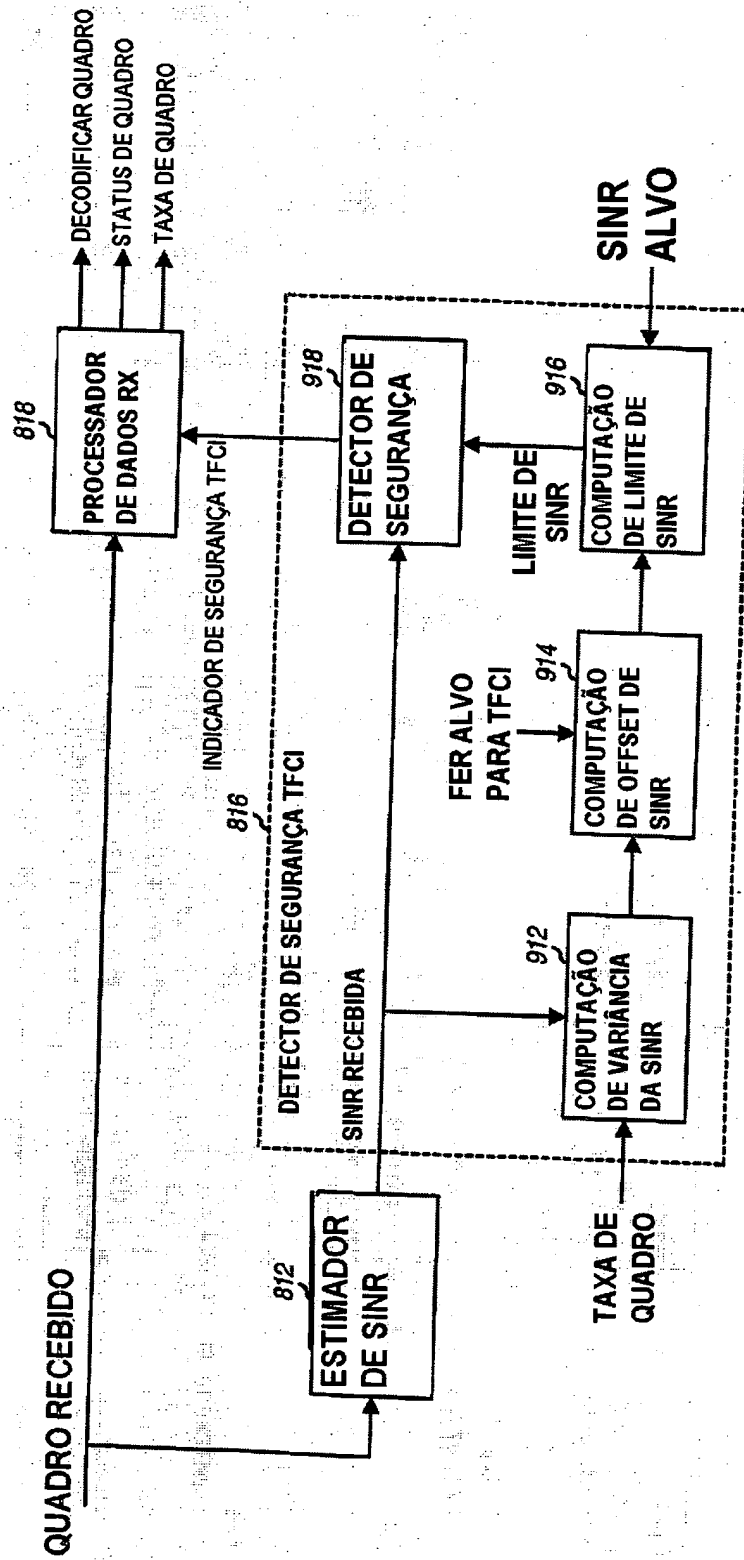 QUADRO RECEBIDO
818
PROCESSADOR
DE DADOS RX
DECODIFICAR QUADRO
STATUS DE QUADRO
TAXA DE QUADRO
INDICADOR DE SEGURANÇA TFCI
812
ESTIMADOR
DE SINR
816
DETECTOR DE SEGURANÇA TFCI
SINR RECEBIDA
918
DETECTOR DE
SEGURANÇA
LIMITE DE
SINR
FER ALVO
PARA TFCI
912
COMPUTAÇÃO
DE VARIÂNCIA
DA SINR
914
COMPUTAÇÃO
DE OFFSET DE
SINR
916
COMPUTAÇÃO
DE LIMITE DE
SINR
SINR
ALVO
TAXA DE
QUADRO